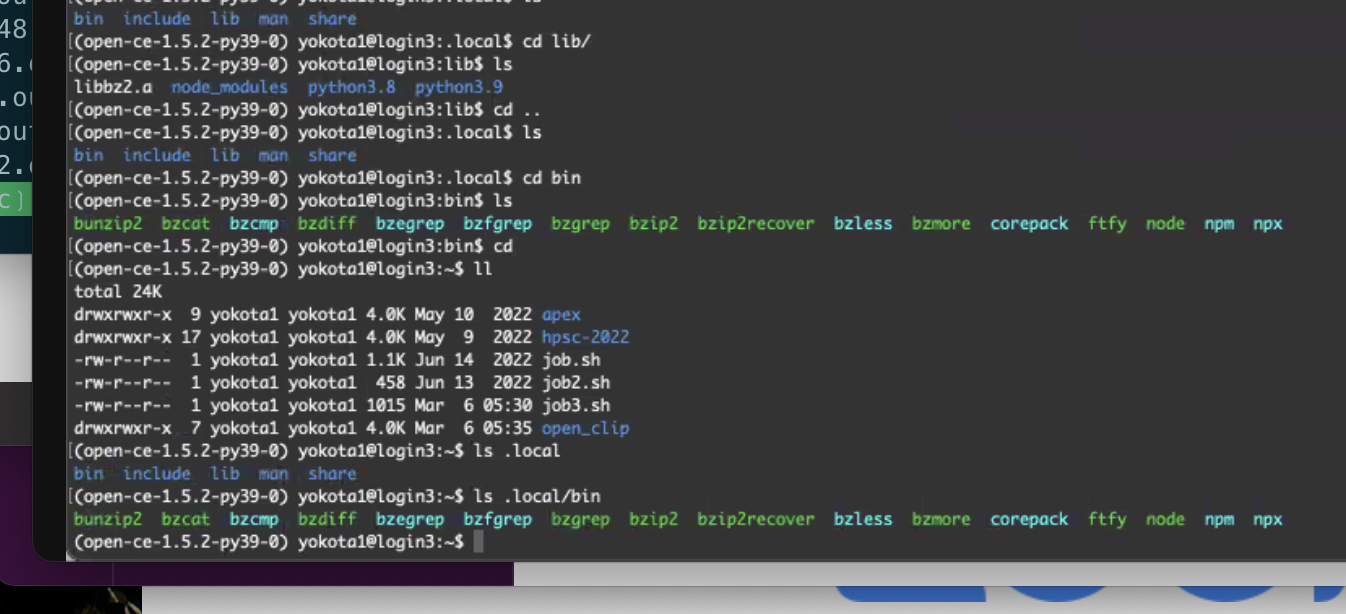 bin include lib man share
[(open-ce-1.5.2-py39-0) yokota1@login3:.local$ cd lib/
[(open-ce-1.5.2-py39-0) yokota1@login3:lib$ ls
libbz2.a node_modules python3.8 python3.9
[(open-ce-1.5.2-py39-0) yokota1@login3:lib$ cd ..
[(open-ce-1.5.2-py39-0) yokota1@login3:.local$ ls
bin include lib man share
[(open-ce-1.5.2-py39-0) yokota1@login3:.local$ cd bin
[(open-ce-1.5.2-py39-0) yokota1@login3:bin$ ls
bunzip2 bzcat bzcmp bzdiff bzegrep bzfgrep bzgrep bzip2 bzip2recover bzless bzmore corepack ftfy node npm npx
[(open-ce-1.5.2-py39-0) yokota1@login3:bin$ cd
[(open-ce-1.5.2-py39-0) yokota1@login3:~$ ll
total 24K
drwxrwxr-x 9 yokota1 yokota1 4.0K May 10 2022 apex
drwxrwxr-x 17 yokota1 yokota1 4.0K May 9 2022 hpsc-2022
-rw-r--r-- 1 yokota1 yokota1 1.1K Jun 14 2022 job.sh
-rw-r--r-- 1 yokota1 yokota1 458 Jun 13 2022 job2.sh
-rw-r--r-- 1 yokota1 yokota1 1015 Mar 6 05:30 job3.sh
drwxrwxr-x 7 yokota1 yokota1 4.0K Mar 6 05:35 open_clip
[(open-ce-1.5.2-py39-0) yokota1@login3:~$ ls .local
bin include lib man share
[(open-ce-1.5.2-py39-0) yokota1@login3:~$ ls .local/bin
bunzip2 bzcat bzcmp bzdiff bzegrep bzfgrep bzgrep bzip2 bzip2recover bzless bzmore corepack ftfy node npm npx
(open-ce-1.5.2-py39-0) yokota1@login3:~$